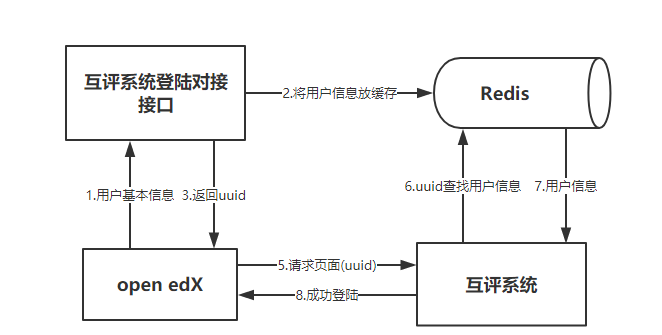 互评系统登陆对接
接口
2.将用户信息放缓存
Redis
1.用户基本信息
3.返回uuid
6.uuid查找用户信息
7.用户信息
open edX
5.请求页面(uuid)
8.成功登陆
互评系统